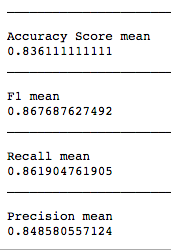 Accuracy Score mean
0.836111111111
F1 mean
0.867687627492
Recall mean
0.861904761905
Precision mean
0.848580557124